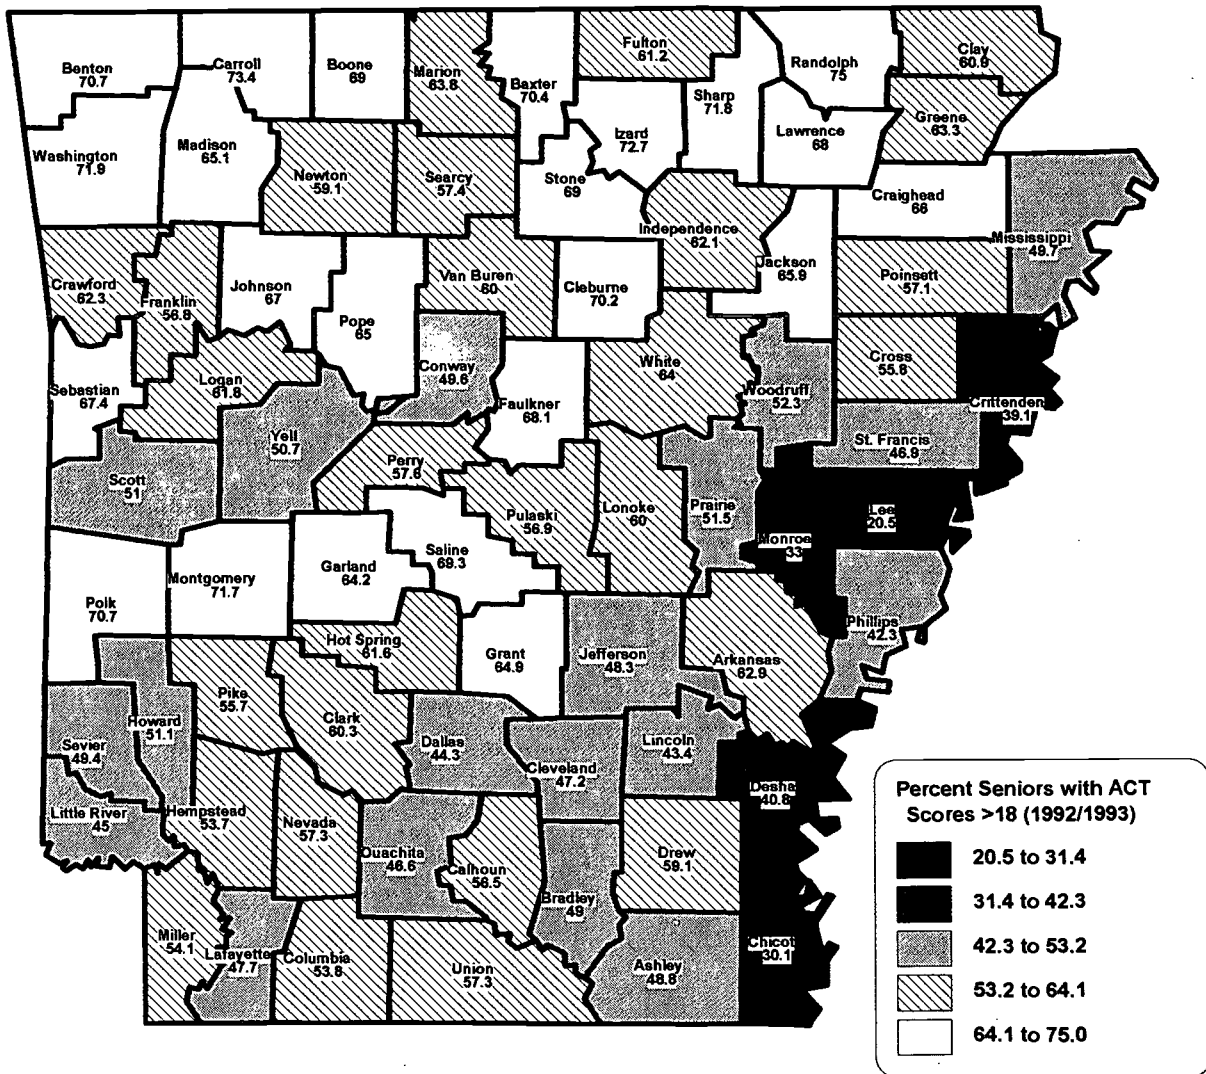 Fulton
61.2
Clay
60.9
Benton
70.7
Carroll
73.4
Boone
69
Marion
63.8
Baxter
70.4
Randolph
75
Sharp
71.8
Greene
63.3
Izard
72.7
Lawrence
68
Washington
71.9
Madison
65.1
Newton
59.1
Searcy
57.4
Stone
69
Craighead
66
Independence
62.1
Mississippi
49.7
Crawford
62.3
Franklin
56.8
Johnson
67
Van Buren
60
Cleburne
70.2
Jackson
65.9
Poinsett
57.1
Pope
65
Conway
49.6
White
64
Cross
55.8
Sebastian
67.4
Logan
61.8
Woodruff
52.3
Faulkner
68.1
Crittenden
39.1
Yell
50.7
St. Francis
46.9
Scott
51
Perry
57.8
Pulaski
56.9
Lonoke
60
Prairie
51.5
Lee
20.5
Monroe
33
Saline
69.3
Garland
64.2
Montgomery
71.7
Polk
70.7
Phillips
42.3
Hot Spring
61.6
Grant
64.9
Jefferson
48.3
Arkansas
62.9
Pike
55.7
Howard
51.1
Clark
60.3
Sevier
49.4
Dallas
44.3
Cleveland
47.2
Lincoln
43.4
Desha
40.8
Little River
45
Hempstead
53.7
Nevada
57.3
Ouachita
46.6
Calhoun
56.5
Drew
59.1
Bradley
49
Miller
54.1
Lafayette
47.7
Columbia
53.8
Union
57.3
Ashley
48.8
Chicot
30.1
Percent Seniors with ACT
Scores >18 (1992/1993)
20.5 to 31.4
31.4 to 42.3
42.3 to 53.2
53.2 to 64.1
64.1 to 75.0